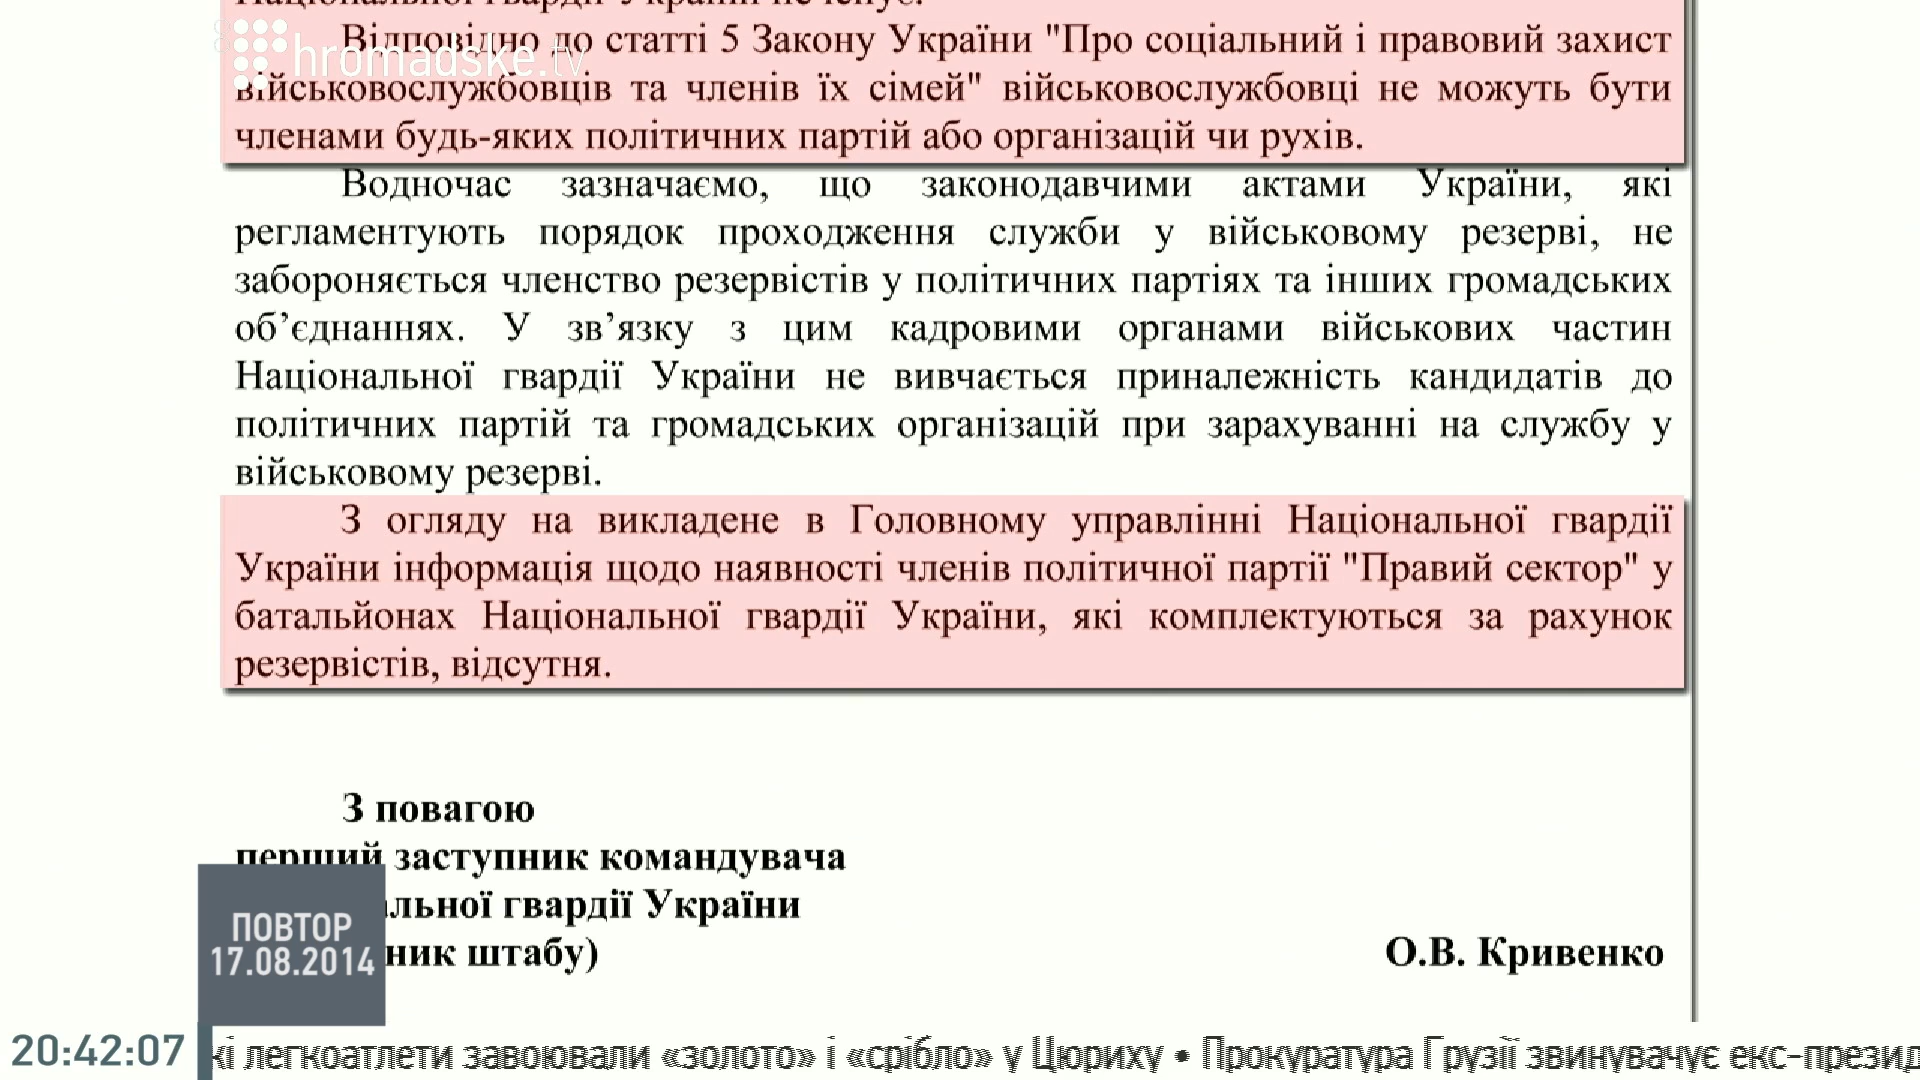 Національної гвардії України не існує.
Відповідно до статті 5 Закону України "Про соціальний і правовий захист
військовослужбовців та членів їх сімей" військовослужбовці не можуть бути
членами будь-яких політичних партій або організацій чи рухів.
hromadske.tv
Водночас зазначаємо, що законодавчими актами України, які
регламентують порядок проходження служби у військовому резерві, не
забороняється членство резервістів у політичних партіях та інших громадських
об’єднаннях. У зв’язку з цим кадровими органами військових частин
Національної гвардії України не вивчається приналежність кандидатів до
політичних партій та громадських організацій при зарахуванні на службу у
військовому резерві.
З огляду на викладене в Головному управлінні Національної гвардії
України інформація щодо наявності членів політичної партії "Правий сектор" у
батальйонах Національної гвардії України, які комплектуються за рахунок
резервістів, відсутня.
З повагою
перший заступник командувача
льної гвардії України
ник штабу)
О.В. Кривенко
ПОВТОР
17.08.2014
20:42:07
кі легкоатлети завоювали «золото» і «срібло» у Цюриху • Прокуратура Грузії звинувачує екс-презид